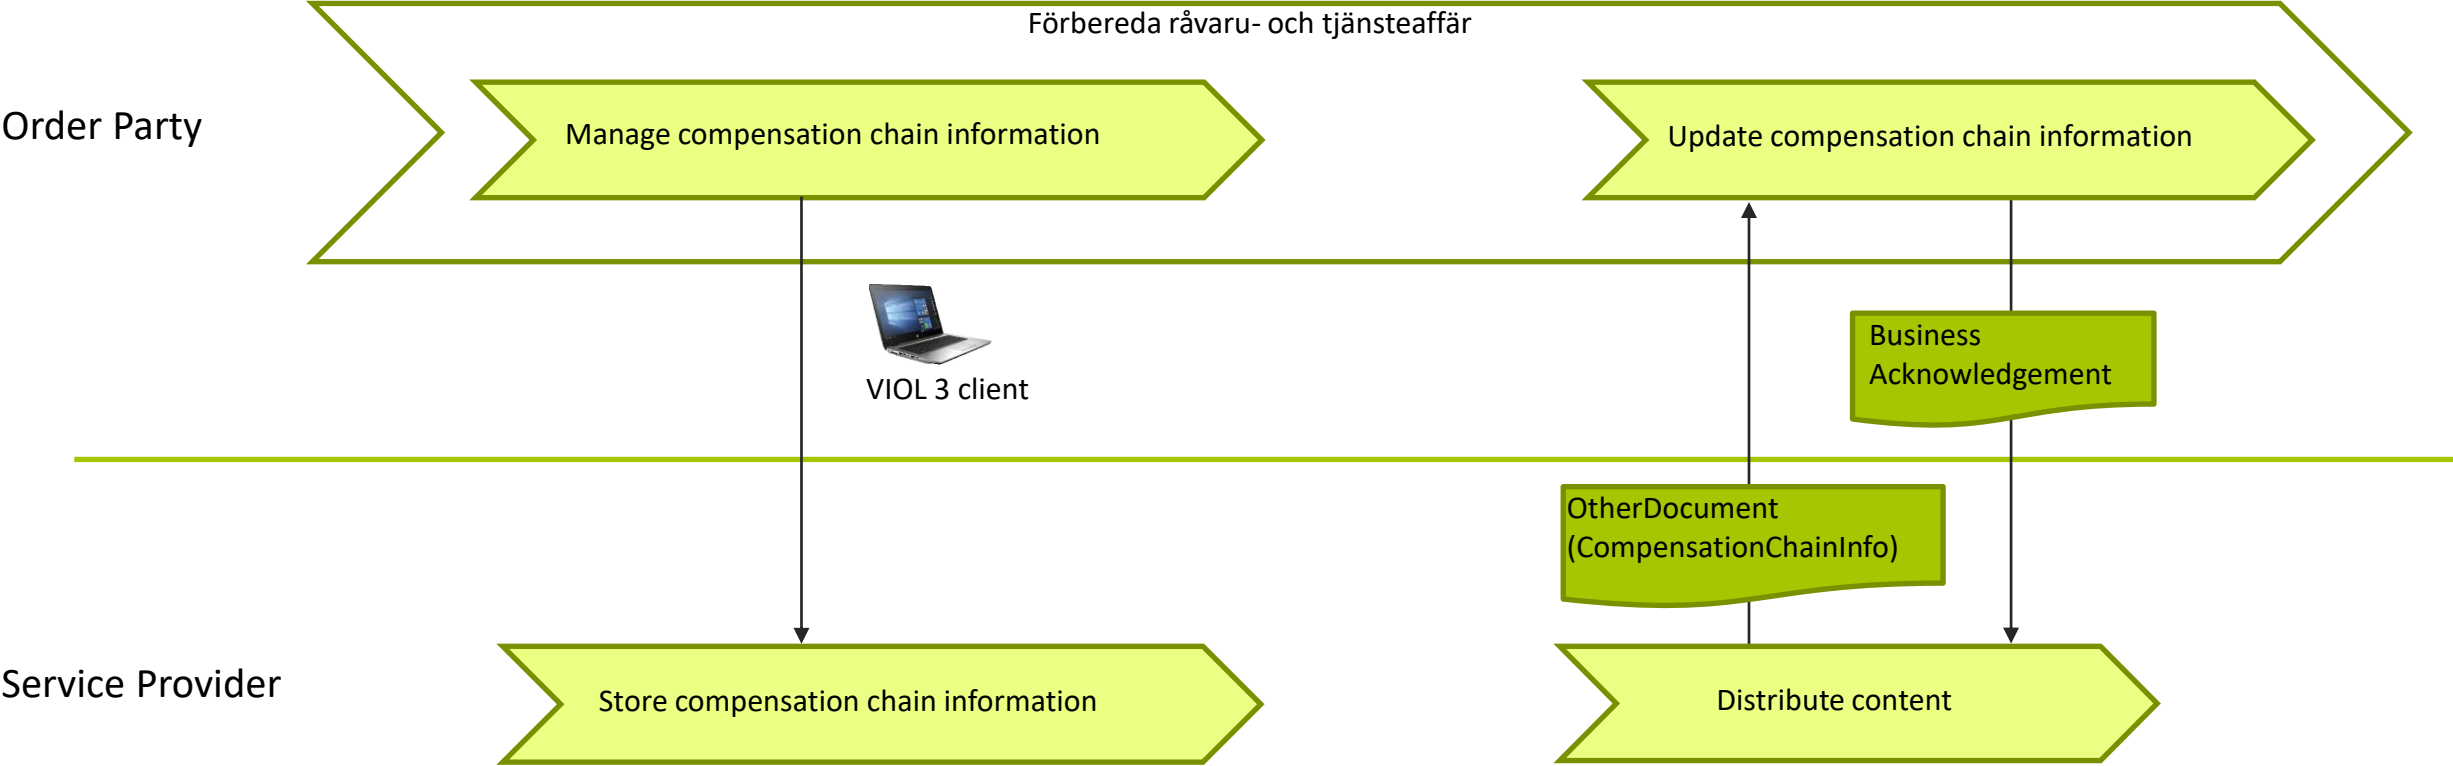 Förbereda råvaru- och tjänsteaffär
Order Party
Manage compensation chain information
Update compensation chain information
VIOL 3 client
Business
Acknowledgement
OtherDocument
(CompensationChainInfo)
Service Provider
Store compensation chain information
Distribute content